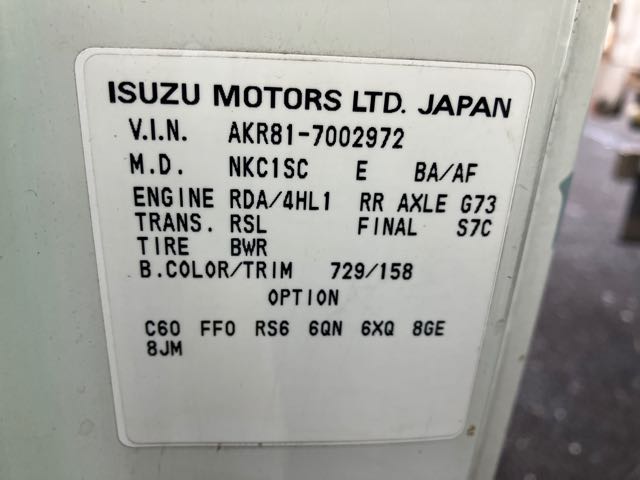 ISUZU MOTORS LTD. JAPAN
V.I.N. AKR81-7002972
M.D. NKC1SC E BA/AF
ENGINE RDA/4HL1 RR AXLE G73
TRANS. RSL FINAL S7C
TIRE BWR
B.COLOR/TRIM 729/158
OPTION
C60 FF0 RS6 6QN 6XQ 8GE
8JM